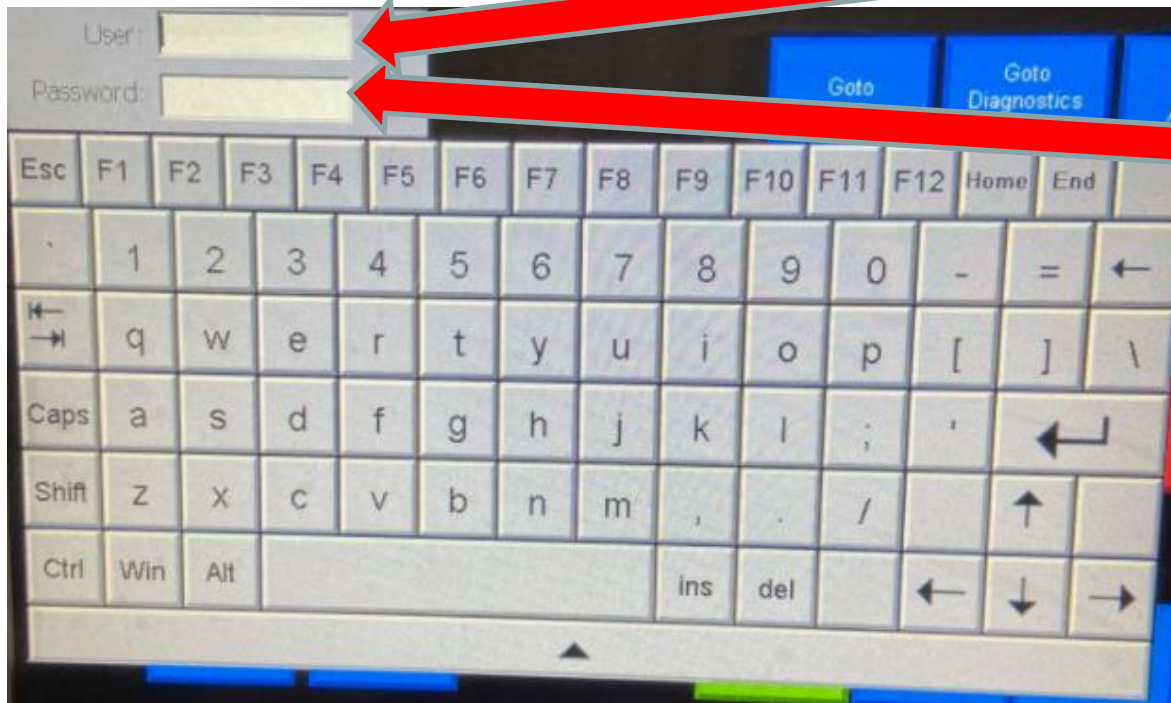 User:
Password:
Goto
Goto
Diagnostics
Esc F1 F2 F3 F4 F5 F6 F7 F8 F9 F10 F11 F12 Home End
` 1 2 3 4 5 6 7 8 9 0 - = ←
q w e r t y u i o p [ ] \
Caps a s d f g h j k l ; '
Shift z x c v b n m , . / ↑
Ctrl Win Alt ins del ← ↓ →